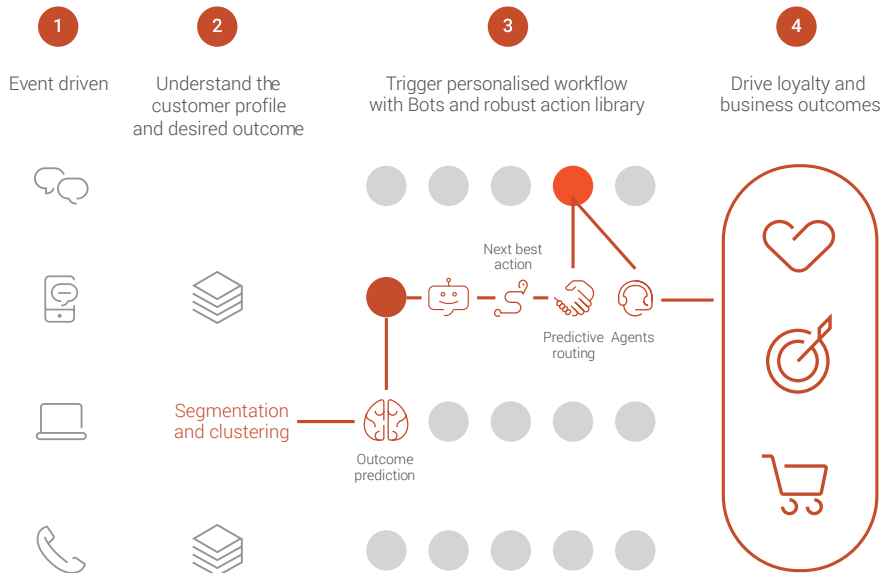 1
2
3
4
Event driven
Understand the
customer profile
and desired outcome
Trigger personalised workflow
with Bots and robust action library
Drive loyalty and
business outcomes
Next best
action
Predictive
routing
Agents
Segmentation
and clustering
Outcome
prediction